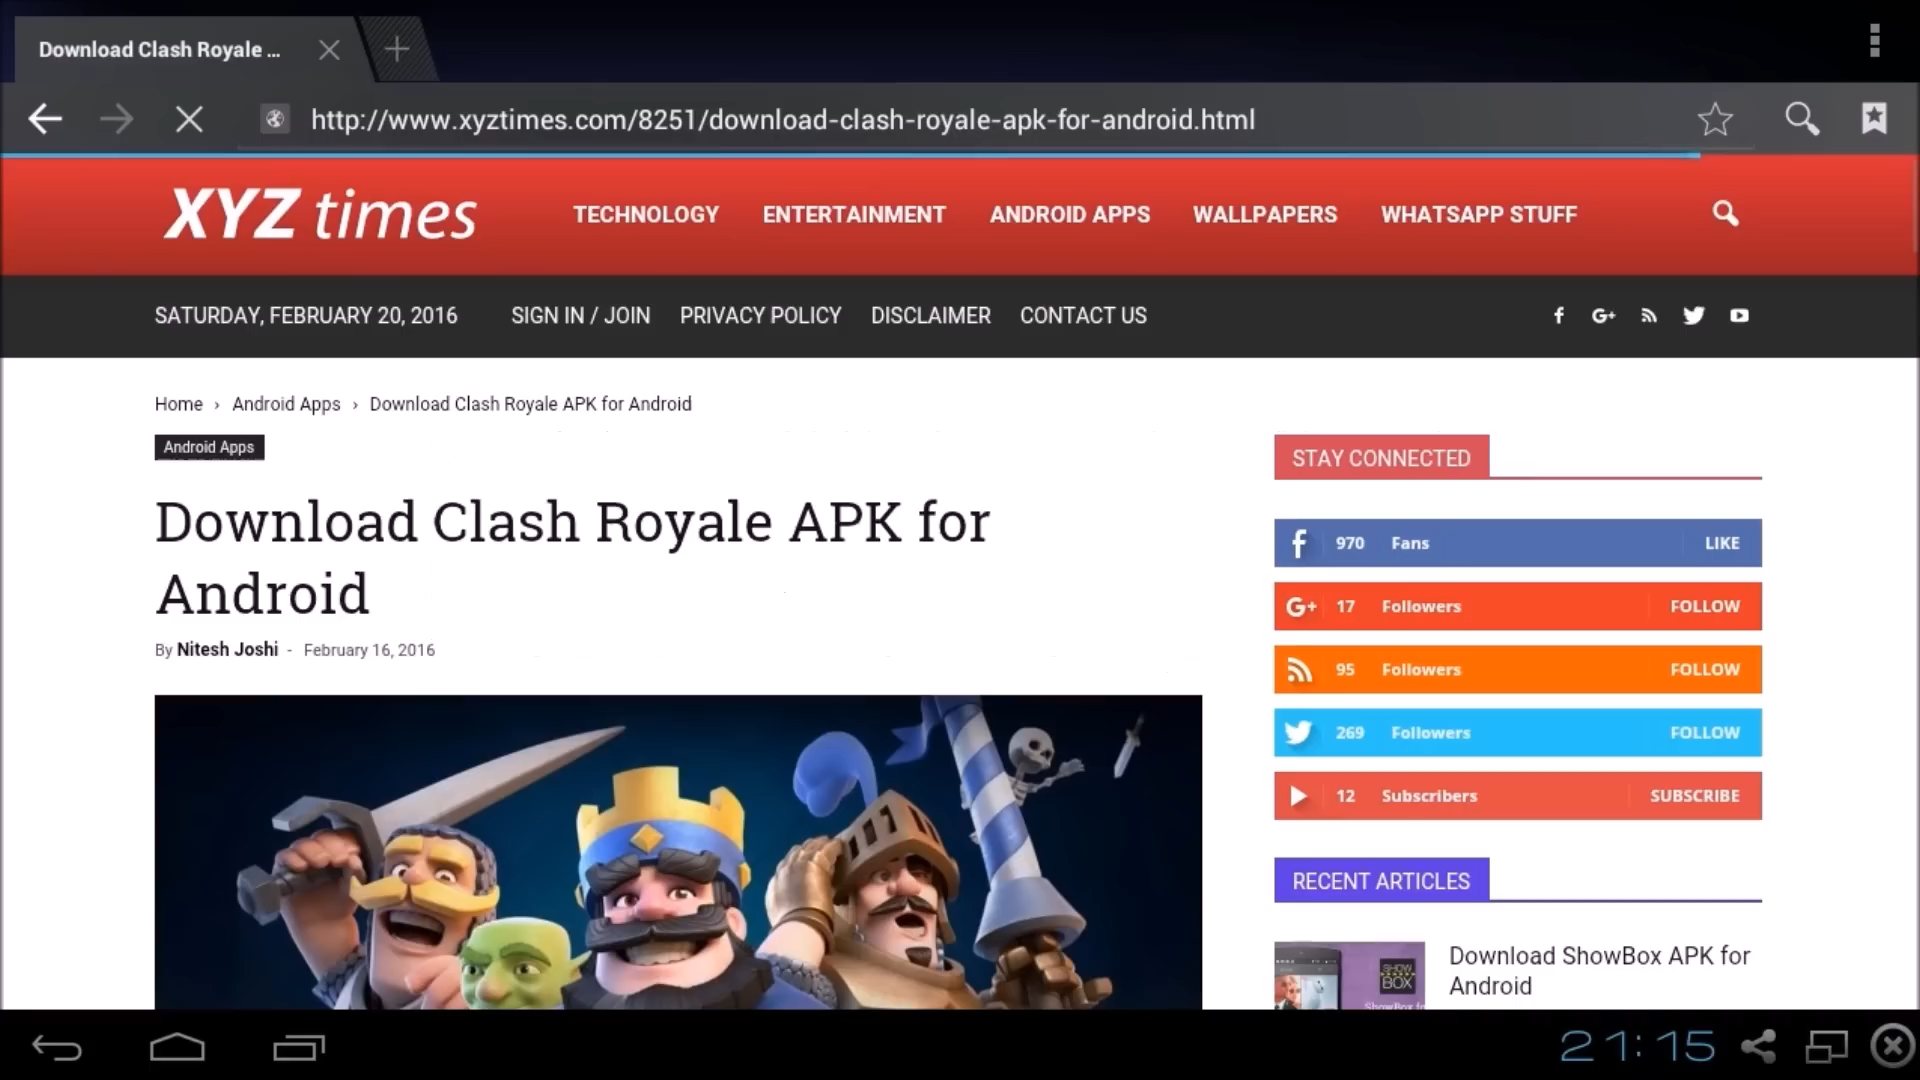 Download Clash Royale ...
http://www.xyztimes.com/8251/download-clash-royale-apk-for-android.html
XYZ times
TECHNOLOGY
ENTERTAINMENT
ANDROID APPS
WALLPAPERS
WHATSAPP STUFF
SATURDAY, FEBRUARY 20, 2016
SIGN IN / JOIN
PRIVACY POLICY
DISCLAIMER
CONTACT US
Home › Android Apps › Download Clash Royale APK for Android
Android Apps
Download Clash Royale APK for
Android
By Nitesh Joshi - February 16, 2016
STAY CONNECTED
970 Fans LIKE
17 Followers FOLLOW
95 Followers FOLLOW
269 Followers FOLLOW
12 Subscribers SUBSCRIBE
RECENT ARTICLES
SHOW
BOX
Download ShowBox APK for
Android
21:15